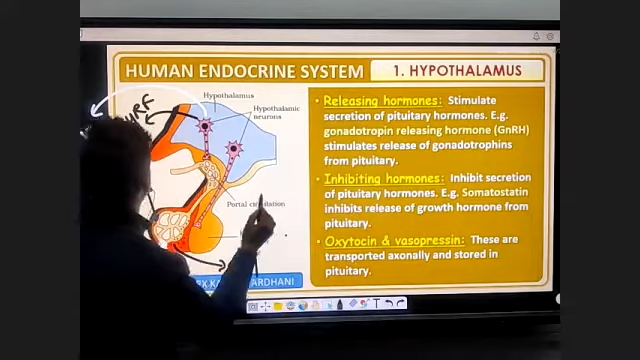 HUMAN ENDOCRINE SYSTEM
1. HYPOTHALAMUS
Hypothalamus
Hypothalamic
neurons
Portal circulation
ARDHANI
• Releasing hormones: Stimulate
secretion of pituitary hormones. E.g.
gonadotropin releasing hormone (GnRH)
stimulates release of gonadotrophins
from pituitary.
• Inhibiting hormones: Inhibit secretion
of pituitary hormones. E.g. Somatostatin
inhibits release of growth hormone from
pituitary.
• Oxytocin & vasopressin: These are
transported axonally and stored in
pituitary.